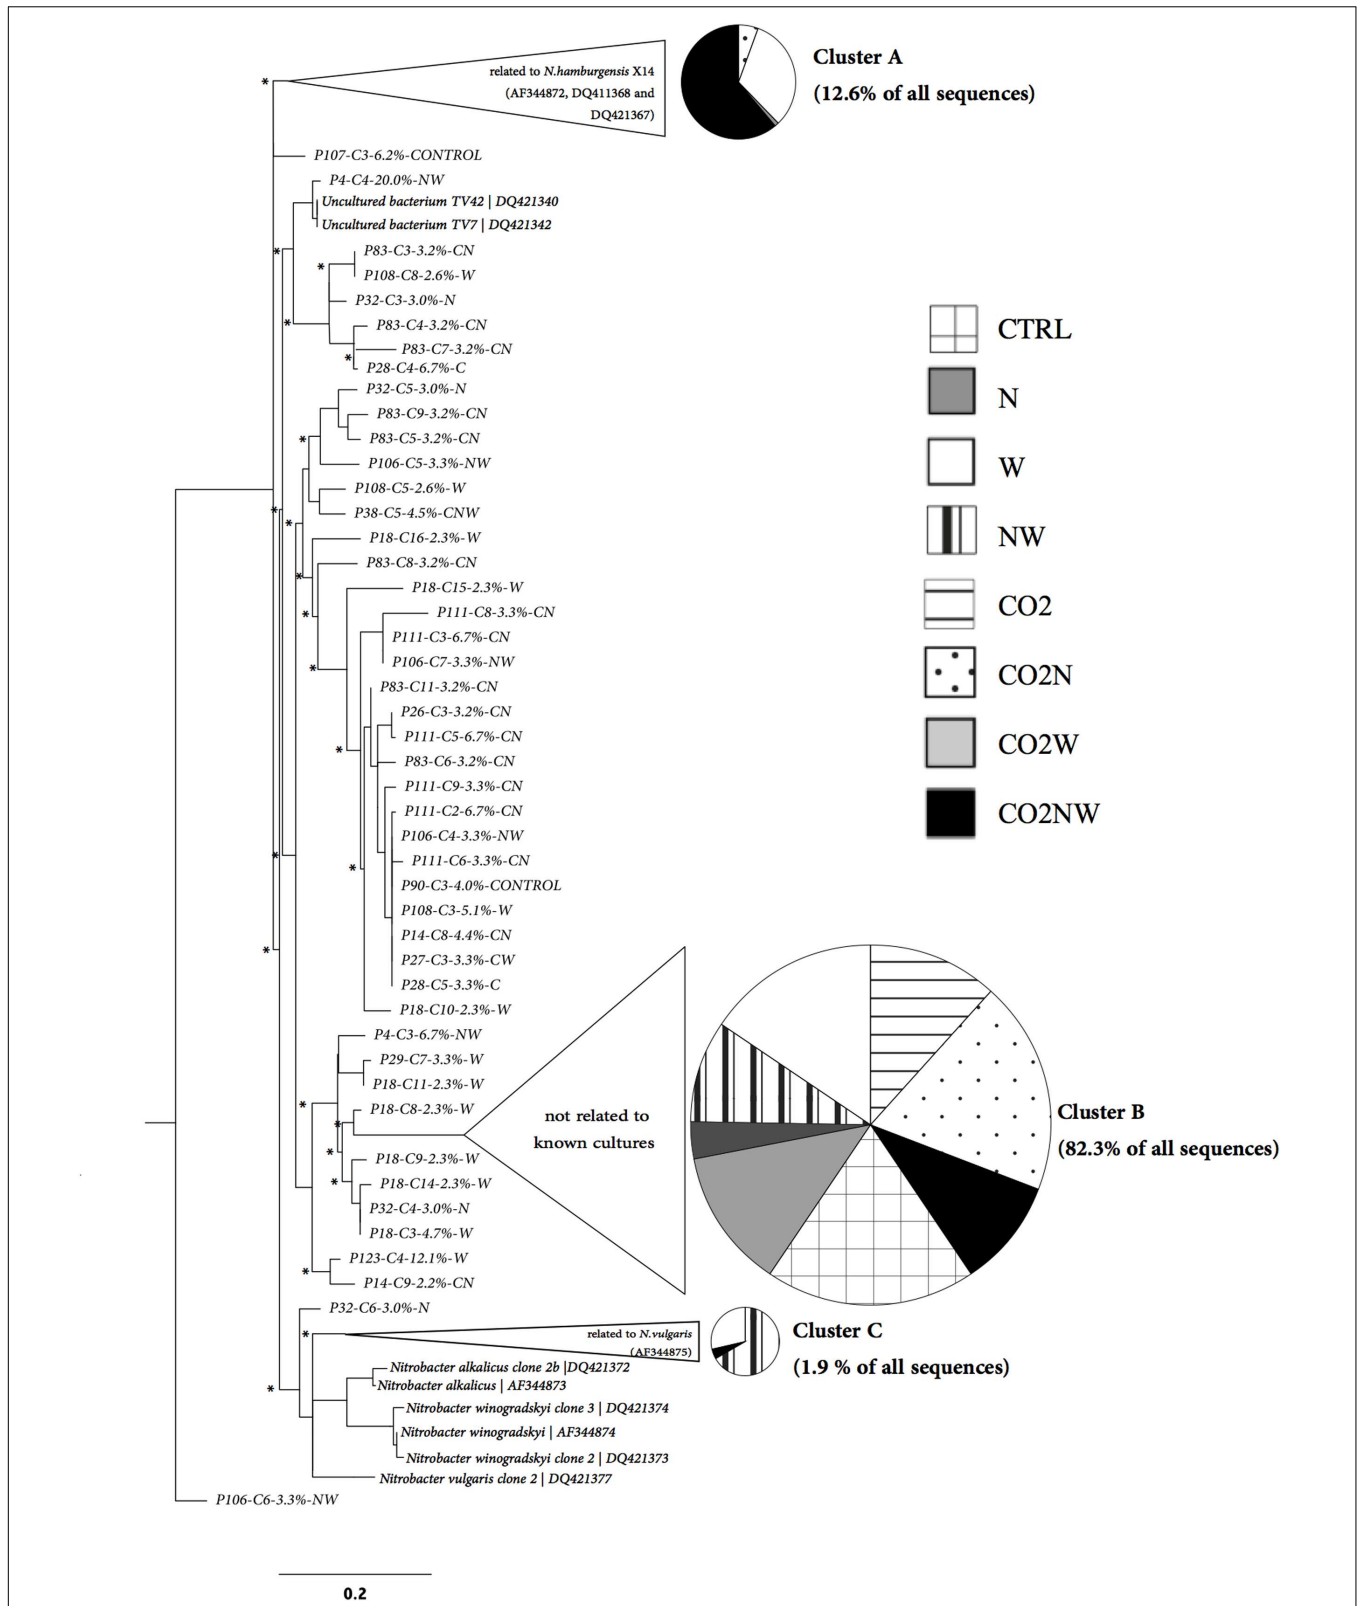 related to N.hamburgensis X14
(AF344872, DQ411368 and
DQ421367)
Cluster A
(12.6% of all sequences)
P107-C3-6.2%-CONTROL
P4-C4-20.0%-NW
Uncultured bacterium TV42 | DQ421340
Uncultured bacterium TV7 | DQ421342
P83-C3-3.2%-CN
P108-C8-2.6%-W
P32-C3-3.0%-N
P83-C4-3.2%-CN
P83-C7-3.2%-CN
P28-C4-6.7%-C
P32-C5-3.0%-N
P83-C9-3.2%-CN
P83-C5-3.2%-CN
P106-C5-3.3%-NW
P108-C5-2.6%-W
P38-C5-4.5%-CNW
P18-C16-2.3%-W
P83-C8-3.2%-CN
P18-C15-2.3%-W
P111-C8-3.3%-CN
P111-C3-6.7%-CN
P106-C7-3.3%-NW
P83-C11-3.2%-CN
P26-C3-3.2%-CN
P111-C5-6.7%-CN
P83-C6-3.2%-CN
P111-C9-3.3%-CN
P111-C2-6.7%-CN
P106-C4-3.3%-NW
P111-C6-3.3%-CN
P90-C3-4.0%-CONTROL
P108-C3-5.1%-W
P14-C8-4.4%-CN
P27-C3-3.3%-CW
P28-C5-3.3%-C
P18-C10-2.3%-W
P4-C3-6.7%-NW
P29-C7-3.3%-W
P18-C11-2.3%-W
P18-C8-2.3%-W
P18-C9-2.3%-W
P18-C14-2.3%-W
P32-C4-3.0%-N
P18-C3-4.7%-W
P123-C4-12.1%-W
P14-C9-2.2%-CN
P32-C6-3.0%-N
CTRL
N
W
NW
CO2
CO2N
CO2W
CO2NW
not related to
known cultures
Cluster B
(82.3% of all sequences)
related to N.vulgaris
(AF344875)
Cluster C
(1.9 % of all sequences)
Nitrobacter alkalicus clone 2b |DQ421372
Nitrobacter alkalicus | AF344873
Nitrobacter winogradskyi clone 3 | DQ421374
Nitrobacter winogradskyi | AF344874
Nitrobacter winogradskyi clone 2 | DQ421373
Nitrobacter vulgaris clone 2 | DQ421377
P106-C6-3.3%-NW
0.2